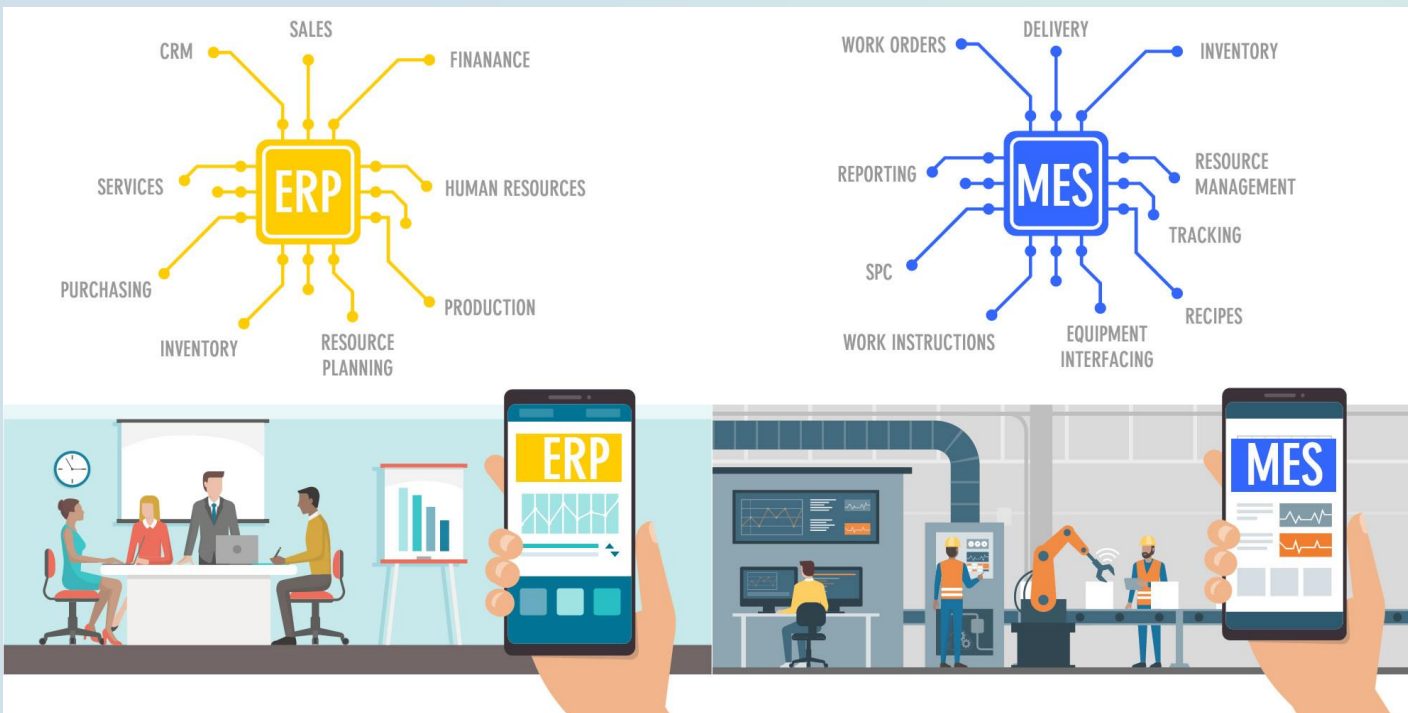 SALES
CRM
FINANANCE
SERVICES
ERP
HUMAN RESOURCES
PURCHASING
PRODUCTION
INVENTORY
RESOURCE
PLANNING
DELIVERY
WORK ORDERS
INVENTORY
REPORTING
MES
RESOURCE
MANAGEMENT
TRACKING
SPC
RECIPES
WORK INSTRUCTIONS
EQUIPMENT
INTERFACING
ERP
MES